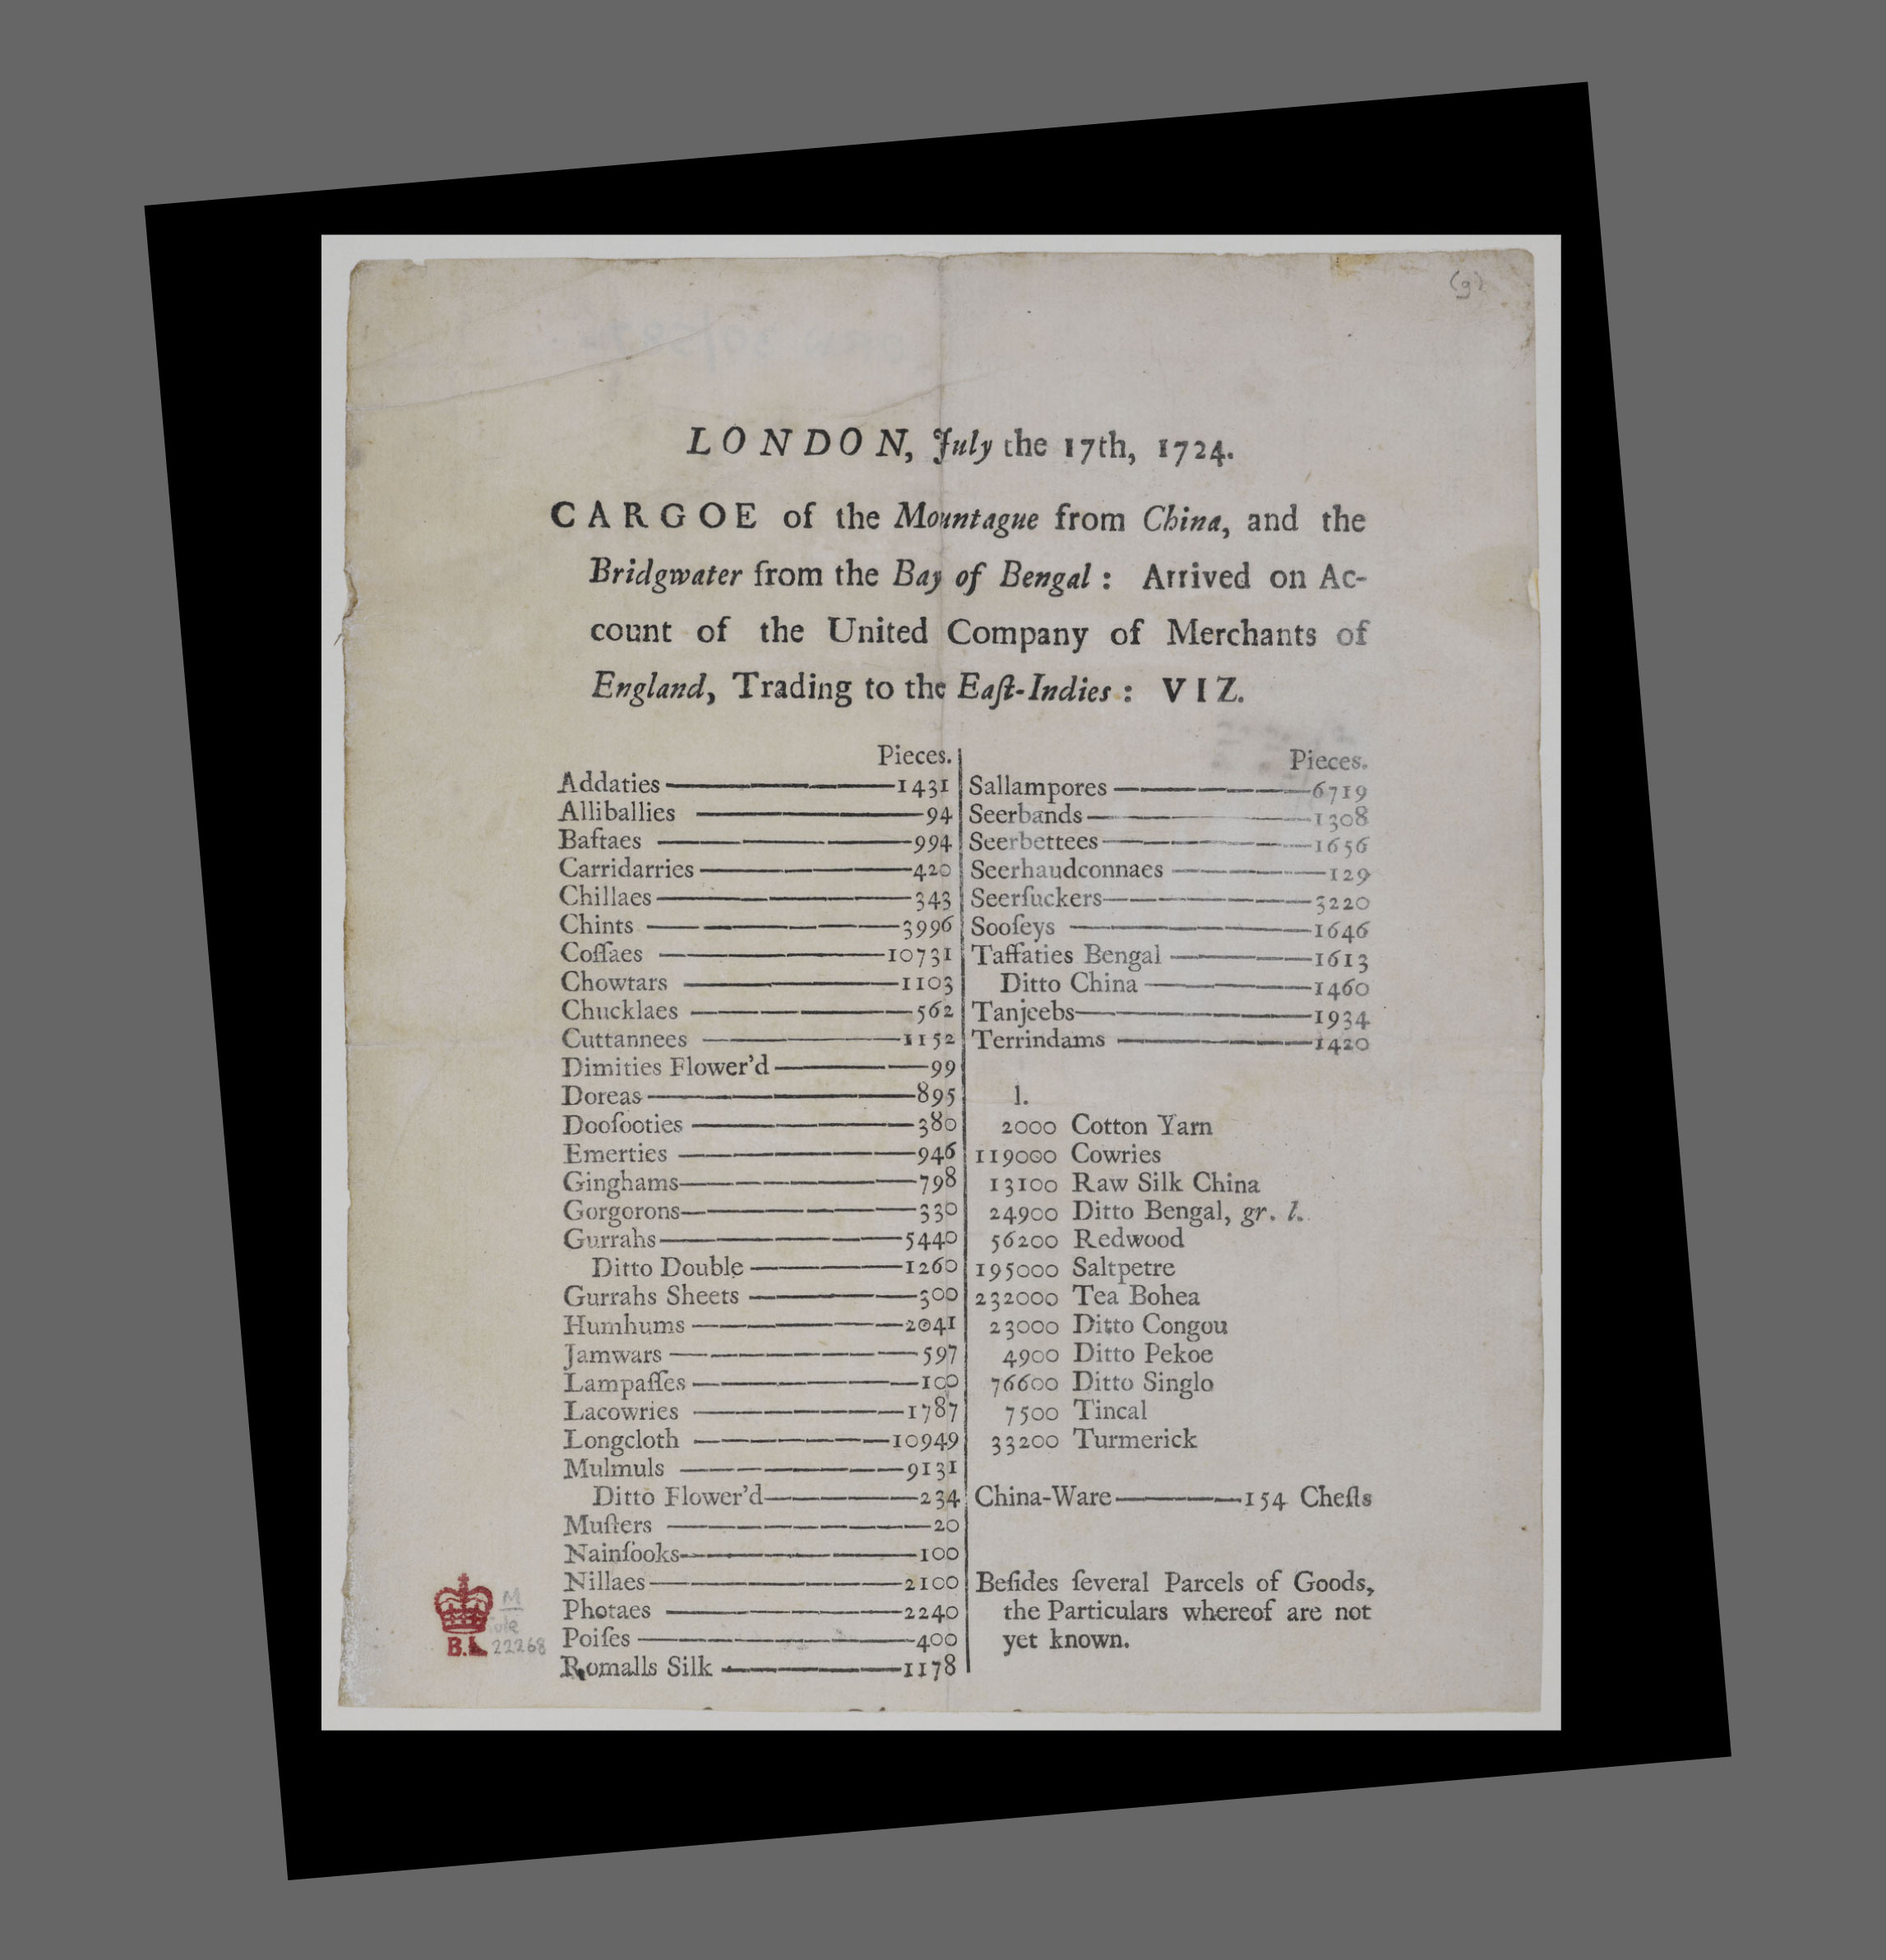 (g)
LONDON, July the 17th, 1724.
CARGOE of the Mountague from China, and the
Bridgwater from the Bay of Bengal : Arrived on Ac-
count of the United Company of Merchants of
England, Trading to the Eaſt-Indies : VIZ.
Pieces.
Addaties 1431
Alliballies 94
Baftaes 994
Carridarries 420
Chillaes 343
Chints 3996
Coſſaes 10731
Chowtars 1103
Chucklaes 562
Cuttannees 1152
Dimities Flower'd 99
Doreas 895
Dooſooties 380
Emerties 946
Ginghams 798
Gorgorons 330
Gurrahs 5440
Ditto Double 1260
Gurrahs Sheets 300
Humhums 2041
Jamwars 597
Lampaſſes 100
Lacowries 1787
Longcloth 10949
Mulmuls 9131
Ditto Flower'd 234
Muſters 20
Nainſooks 100
Nillaes 2100
Photaes 2240
Poiſes 400
Romalls Silk 1178
Pieces.
Sallampores 6719
Seerbands 1308
Seerbettees 1656
Seerhaudconnaes 129
Seerſuckers 3220
Sooſeys 1646
Taffaties Bengal 1613
Ditto China 1460
Tanjeebs 1934
Terrindams 1420
l.
2000 Cotton Yarn
119000 Cowries
13100 Raw Silk China
24900 Ditto Bengal, gr. l.
56200 Redwood
195000 Saltpetre
232000 Tea Bohea
23000 Ditto Congou
4900 Ditto Pekoe
76600 Ditto Singlo
7500 Tincal
33200 Turmerick
China-Ware 154 Cheſts
Beſides ſeveral Parcels of Goods,
the Particulars whereof are not
yet known.
M
B.L. 22268